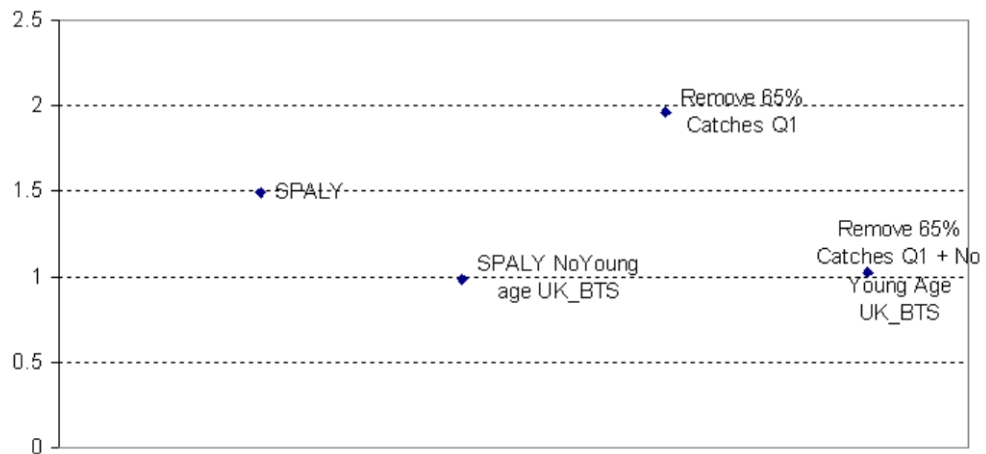 2.5
2
Remove 65%
Catches Q1
1.5
SPALY
Remove 65%
Catches Q1 + No
Young Age
UK_BTS
SPALY NoYoung
age UK_BTS
1
0.5
0